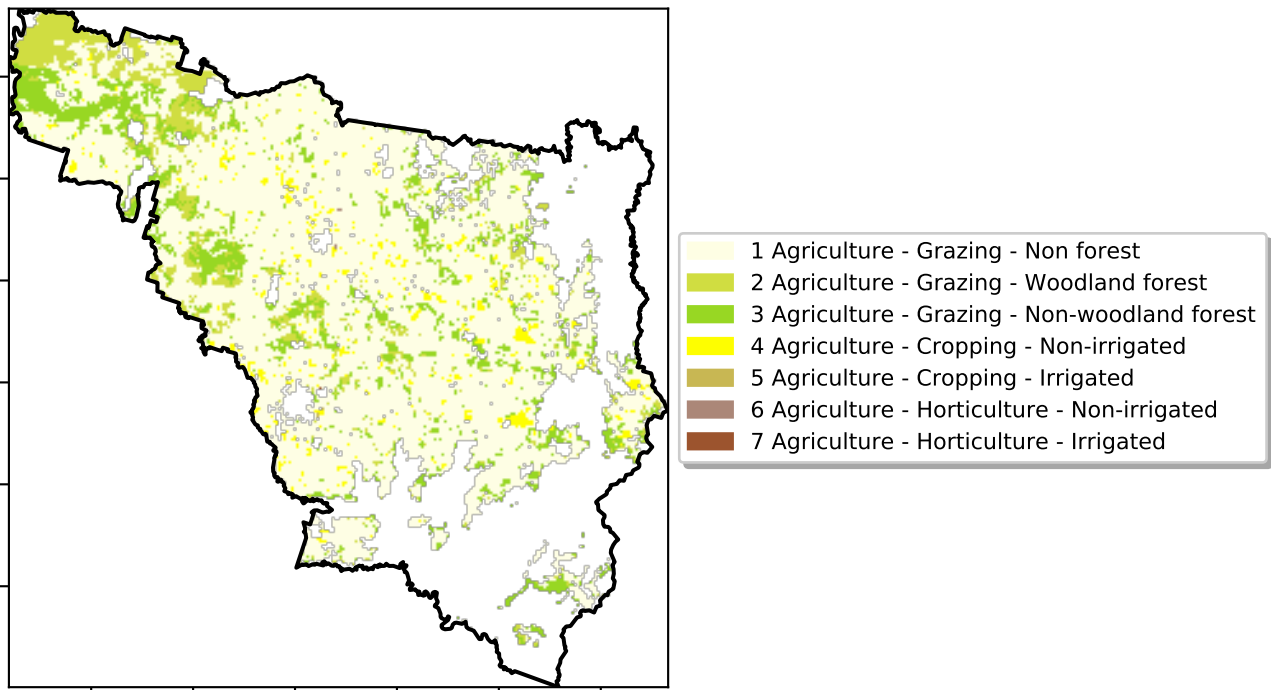 1 Agriculture - Grazing - Non forest
2 Agriculture - Grazing - Woodland forest
3 Agriculture - Grazing - Non-woodland forest
4 Agriculture - Cropping - Non-irrigated
5 Agriculture - Cropping - Irrigated
6 Agriculture - Horticulture - Non-irrigated
7 Agriculture - Horticulture - Irrigated